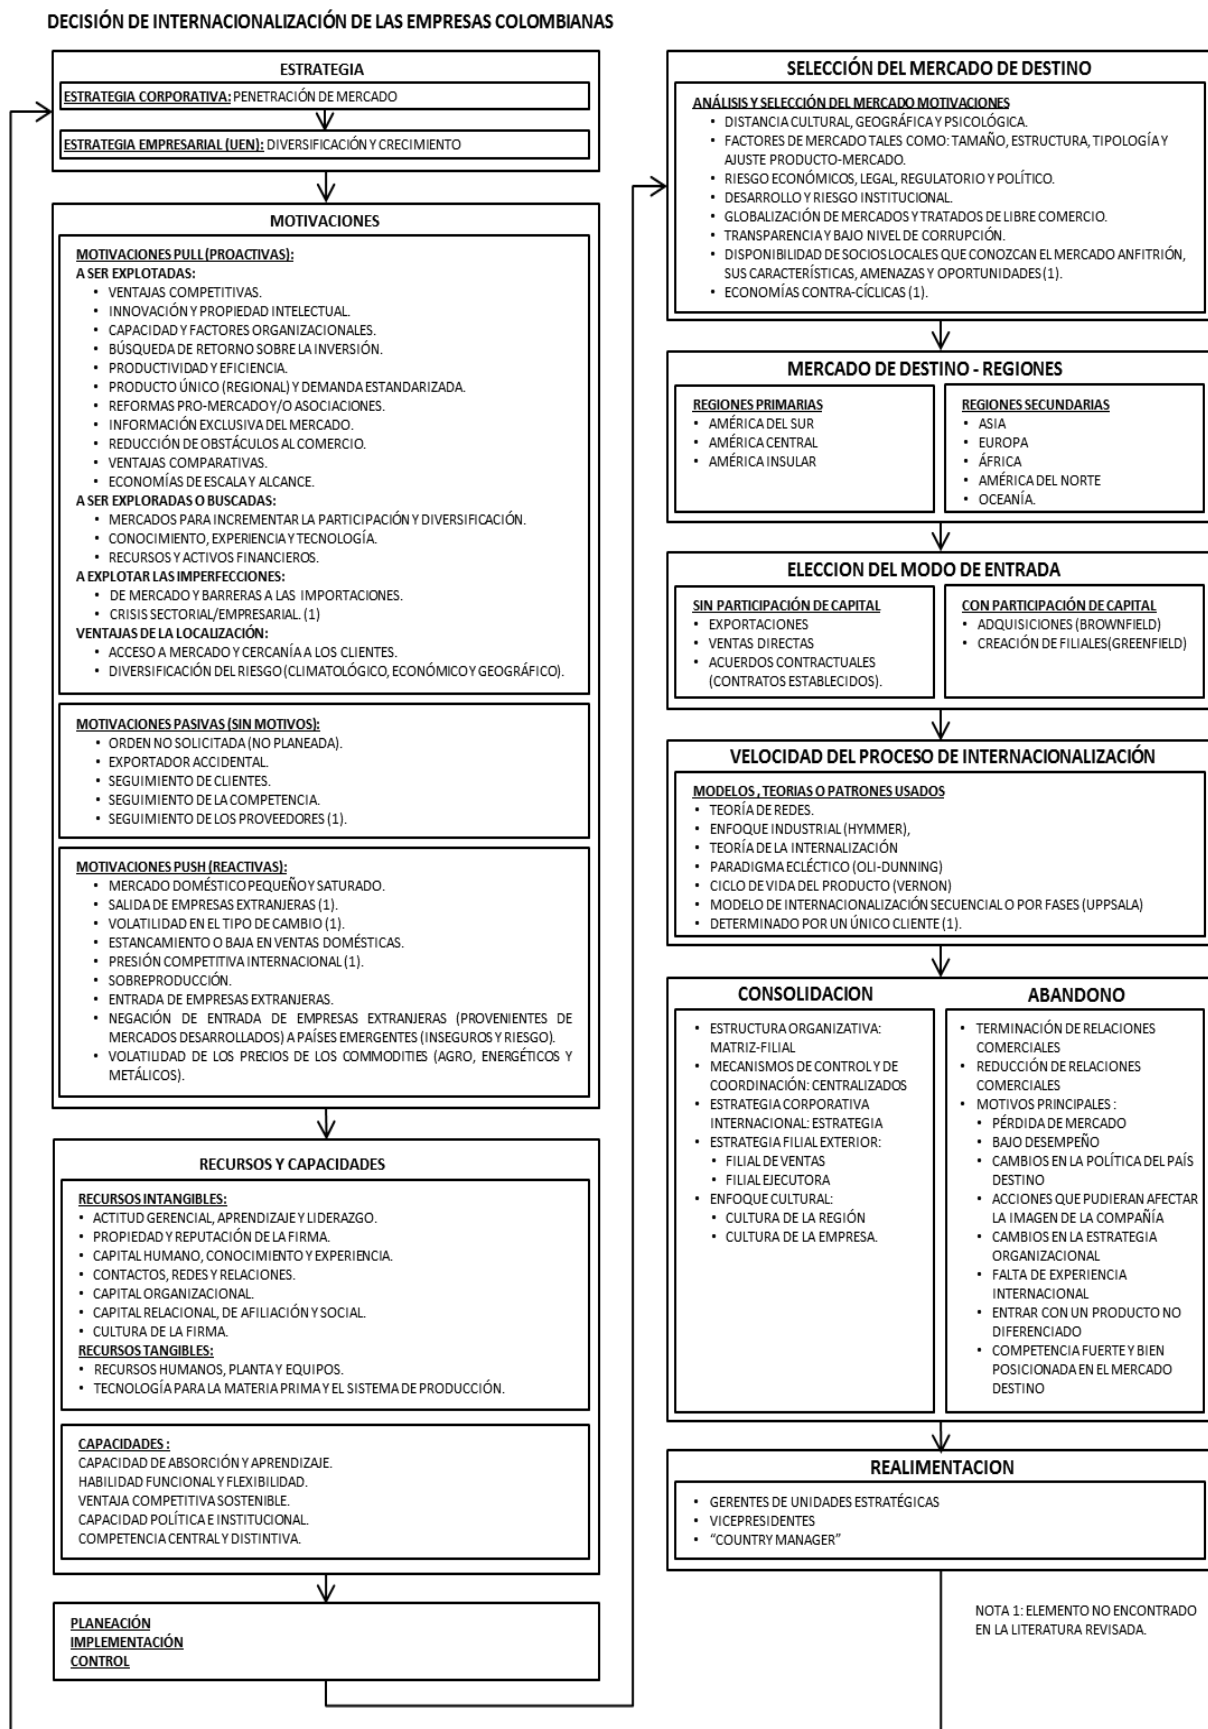 DECISIÓN DE INTERNACIONALIZACIÓN DE LAS EMPRESAS COLOMBIANAS
ESTRATEGIA
ESTRATEGIA CORPORATIVA: PENETRACIÓN DE MERCADO
ESTRATEGIA EMPRESARIAL (UEN): DIVERSIFICACIÓN Y CRECIMIENTO
MOTIVACIONES
MOTIVACIONES PULL (PROACTIVAS):
A SER EXPLOTADAS:
• VENTAJAS COMPETITIVAS.
• INNOVACIÓN Y PROPIEDAD INTELECTUAL.
• CAPACIDAD Y FACTORES ORGANIZACIONALES.
• BÚSQUEDA DE RETORNO SOBRE LA INVERSIÓN.
• PRODUCTIVIDAD Y EFICIENCIA.
• PRODUCTO ÚNICO (REGIONAL) Y DEMANDA ESTANDARIZADA.
• REFORMAS PRO-MERCADO Y/O ASOCIACIONES.
• INFORMACIÓN EXCLUSIVA DEL MERCADO.
• REDUCCIÓN DE OBSTÁCULOS AL COMERCIO.
• VENTAJAS COMPARATIVAS.
• ECONOMÍAS DE ESCALA Y ALCANCE.
A SER EXPLORADAS O BUSCADAS:
• MERCADOS PARA INCREMENTAR LA PARTICIPACIÓN Y DIVERSIFICACIÓN.
• CONOCIMIENTO, EXPERIENCIA Y TECNOLOGÍA.
• RECURSOS Y ACTIVOS FINANCIEROS.
A EXPLOTAR LAS IMPERFECCIONES:
• DE MERCADO Y BARRERAS A LAS IMPORTACIONES.
• CRISIS SECTORIAL/EMPRESARIAL. (1)
VENTAJAS DE LA LOCALIZACIÓN:
• ACCESO A MERCADO Y CERCANÍA A LOS CLIENTES.
• DIVERSIFICACIÓN DEL RIESGO (CLIMATOLÓGICO, ECONÓMICO Y GEOGRÁFICO).
MOTIVACIONES PASIVAS (SIN MOTIVOS):
• ORDEN NO SOLICITADA (NO PLANEADA).
• EXPORTADOR ACCIDENTAL.
• SEGUIMIENTO DE CLIENTES.
• SEGUIMIENTO DE LA COMPETENCIA.
• SEGUIMIENTO DE LOS PROVEEDORES (1).
MOTIVACIONES PUSH (REACTIVAS):
• MERCADO DOMÉSTICO PEQUEÑO Y SATURADO.
• SALIDA DE EMPRESAS EXTRANJERAS (1).
• VOLATILIDAD EN EL TIPO DE CAMBIO (1).
• ESTANCAMIENTO O BAJA EN VENTAS DOMÉSTICAS.
• PRESIÓN COMPETITIVA INTERNACIONAL (1).
• SOBREPRODUCCIÓN.
• ENTRADA DE EMPRESAS EXTRANJERAS.
• NEGACIÓN DE ENTRADA DE EMPRESAS EXTRANJERAS (PROVENIENTES DE
MERCADOS DESARROLLADOS) A PAÍSES EMERGENTES (INSEGUROS Y RIESGO).
• VOLATILIDAD DE LOS PRECIOS DE LOS COMMODITIES (AGRO, ENERGÉTICOS Y
METÁLICOS).
RECURSOS Y CAPACIDADES
RECURSOS INTANGIBLES:
• ACTITUD GERENCIAL, APRENDIZAJE Y LIDERAZGO.
• PROPIEDAD Y REPUTACIÓN DE LA FIRMA.
• CAPITAL HUMANO, CONOCIMIENTO Y EXPERIENCIA.
• CONTACTOS, REDES Y RELACIONES.
• CAPITAL ORGANIZACIONAL.
• CAPITAL RELACIONAL, DE AFILIACIÓN Y SOCIAL.
• CULTURA DE LA FIRMA.
RECURSOS TANGIBLES:
• RECURSOS HUMANOS, PLANTA Y EQUIPOS.
• TECNOLOGÍA PARA LA MATERIA PRIMA Y EL SISTEMA DE PRODUCCIÓN.
CAPACIDADES :
CAPACIDAD DE ABSORCIÓN Y APRENDIZAJE.
HABILIDAD FUNCIONAL Y FLEXIBILIDAD.
VENTAJA COMPETITIVA SOSTENIBLE.
CAPACIDAD POLÍTICA E INSTITUCIONAL.
COMPETENCIA CENTRAL Y DISTINTIVA.
PLANEACIÓN
IMPLEMENTACIÓN
CONTROL
SELECCIÓN DEL MERCADO DE DESTINO
ANÁLISIS Y SELECCIÓN DEL MERCADO MOTIVACIONES
• DISTANCIA CULTURAL, GEOGRÁFICA Y PSICOLÓGICA.
• FACTORES DE MERCADO TALES COMO: TAMAÑO, ESTRUCTURA, TIPOLOGÍA Y
AJUSTE PRODUCTO-MERCADO.
• RIESGO ECONÓMICOS, LEGAL, REGULATORIO Y POLÍTICO.
• DESARROLLO Y RIESGO INSTITUCIONAL.
• GLOBALIZACIÓN DE MERCADOS Y TRATADOS DE LIBRE COMERCIO.
• TRANSPARENCIA Y BAJO NIVEL DE CORRUPCIÓN.
• DISPONIBILIDAD DE SOCIOS LOCALES QUE CONOZCAN EL MERCADO ANFITRIÓN,
SUS CARACTERÍSTICAS, AMENAZAS Y OPORTUNIDADES (1).
• ECONOMÍAS CONTRA-CÍCLICAS (1).
MERCADO DE DESTINO - REGIONES
REGIONES PRIMARIAS
• AMÉRICA DEL SUR
• AMÉRICA CENTRAL
• AMÉRICA INSULAR
REGIONES SECUNDARIAS
• ASIA
• EUROPA
• ÁFRICA
• AMÉRICA DEL NORTE
• OCEANÍA.
ELECCION DEL MODO DE ENTRADA
SIN PARTICIPACIÓN DE CAPITAL
• EXPORTACIONES
• VENTAS DIRECTAS
• ACUERDOS CONTRACTUALES
(CONTRATOS ESTABLECIDOS).
CON PARTICIPACIÓN DE CAPITAL
• ADQUISICIONES (BROWNFIELD)
• CREACIÓN DE FILIALES(GREENFIELD)
VELOCIDAD DEL PROCESO DE INTERNACIONALIZACIÓN
MODELOS , TEORIAS O PATRONES USADOS
• TEORÍA DE REDES.
• ENFOQUE INDUSTRIAL (HYMMER),
• TEORÍA DE LA INTERNALIZACIÓN
• PARADIGMA ECLÉCTICO (OLI-DUNNING)
• CICLO DE VIDA DEL PRODUCTO (VERNON)
• MODELO DE INTERNACIONALIZACIÓN SECUENCIAL O POR FASES (UPPSALA)
• DETERMINADO POR UN ÚNICO CLIENTE (1).
CONSOLIDACION
• ESTRUCTURA ORGANIZATIVA:
MATRIZ-FILIAL
• MECANISMOS DE CONTROL Y DE
COORDINACIÓN: CENTRALIZADOS
• ESTRATEGIA CORPORATIVA
INTERNACIONAL: ESTRATEGIA
• ESTRATEGIA FILIAL EXTERIOR:
• FILIAL DE VENTAS
• FILIAL EJECUTORA
• ENFOQUE CULTURAL:
• CULTURA DE LA REGIÓN
• CULTURA DE LA EMPRESA.
ABANDONO
• TERMINACIÓN DE RELACIONES
COMERCIALES
• REDUCCIÓN DE RELACIONES
COMERCIALES
• MOTIVOS PRINCIPALES :
• PÉRDIDA DE MERCADO
• BAJO DESEMPEÑO
• CAMBIOS EN LA POLÍTICA DEL PAÍS
DESTINO
• ACCIONES QUE PUDIERAN AFECTAR
LA IMAGEN DE LA COMPAÑÍA
• CAMBIOS EN LA ESTRATEGIA
ORGANIZACIONAL
• FALTA DE EXPERIENCIA
INTERNACIONAL
• ENTRAR CON UN PRODUCTO NO
DIFERENCIADO
• COMPETENCIA FUERTE Y BIEN
POSICIONADA EN EL MERCADO
DESTINO
REALIMENTACION
• GERENTES DE UNIDADES ESTRATÉGICAS
• VICEPRESIDENTES
• “COUNTRY MANAGER”
NOTA 1: ELEMENTO NO ENCONTRADO
EN LA LITERATURA REVISADA.